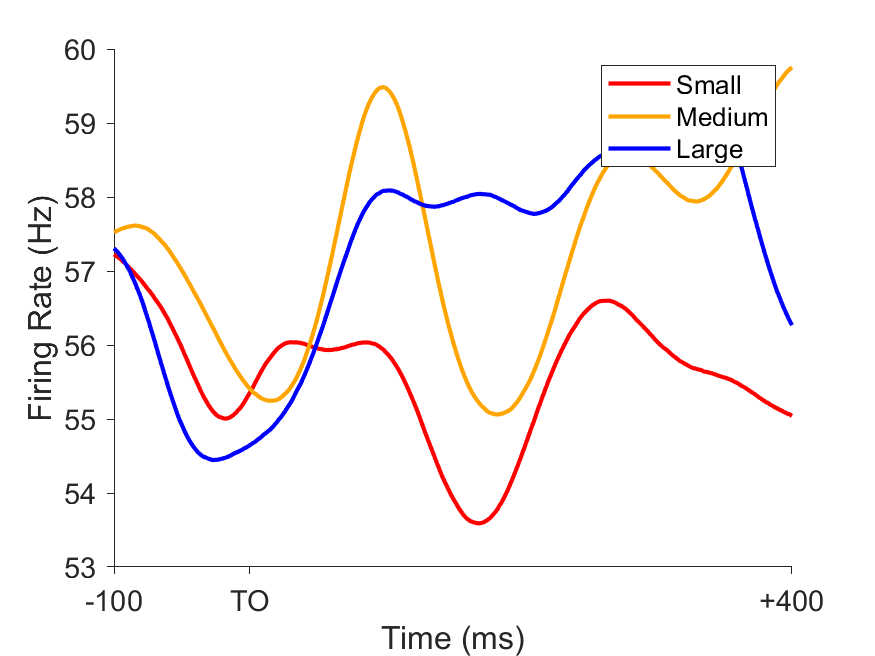 60
59
58
57
56
55
54
53
Firing Rate (Hz)
Small
Medium
Large
-100
TO
+400
Time (ms)